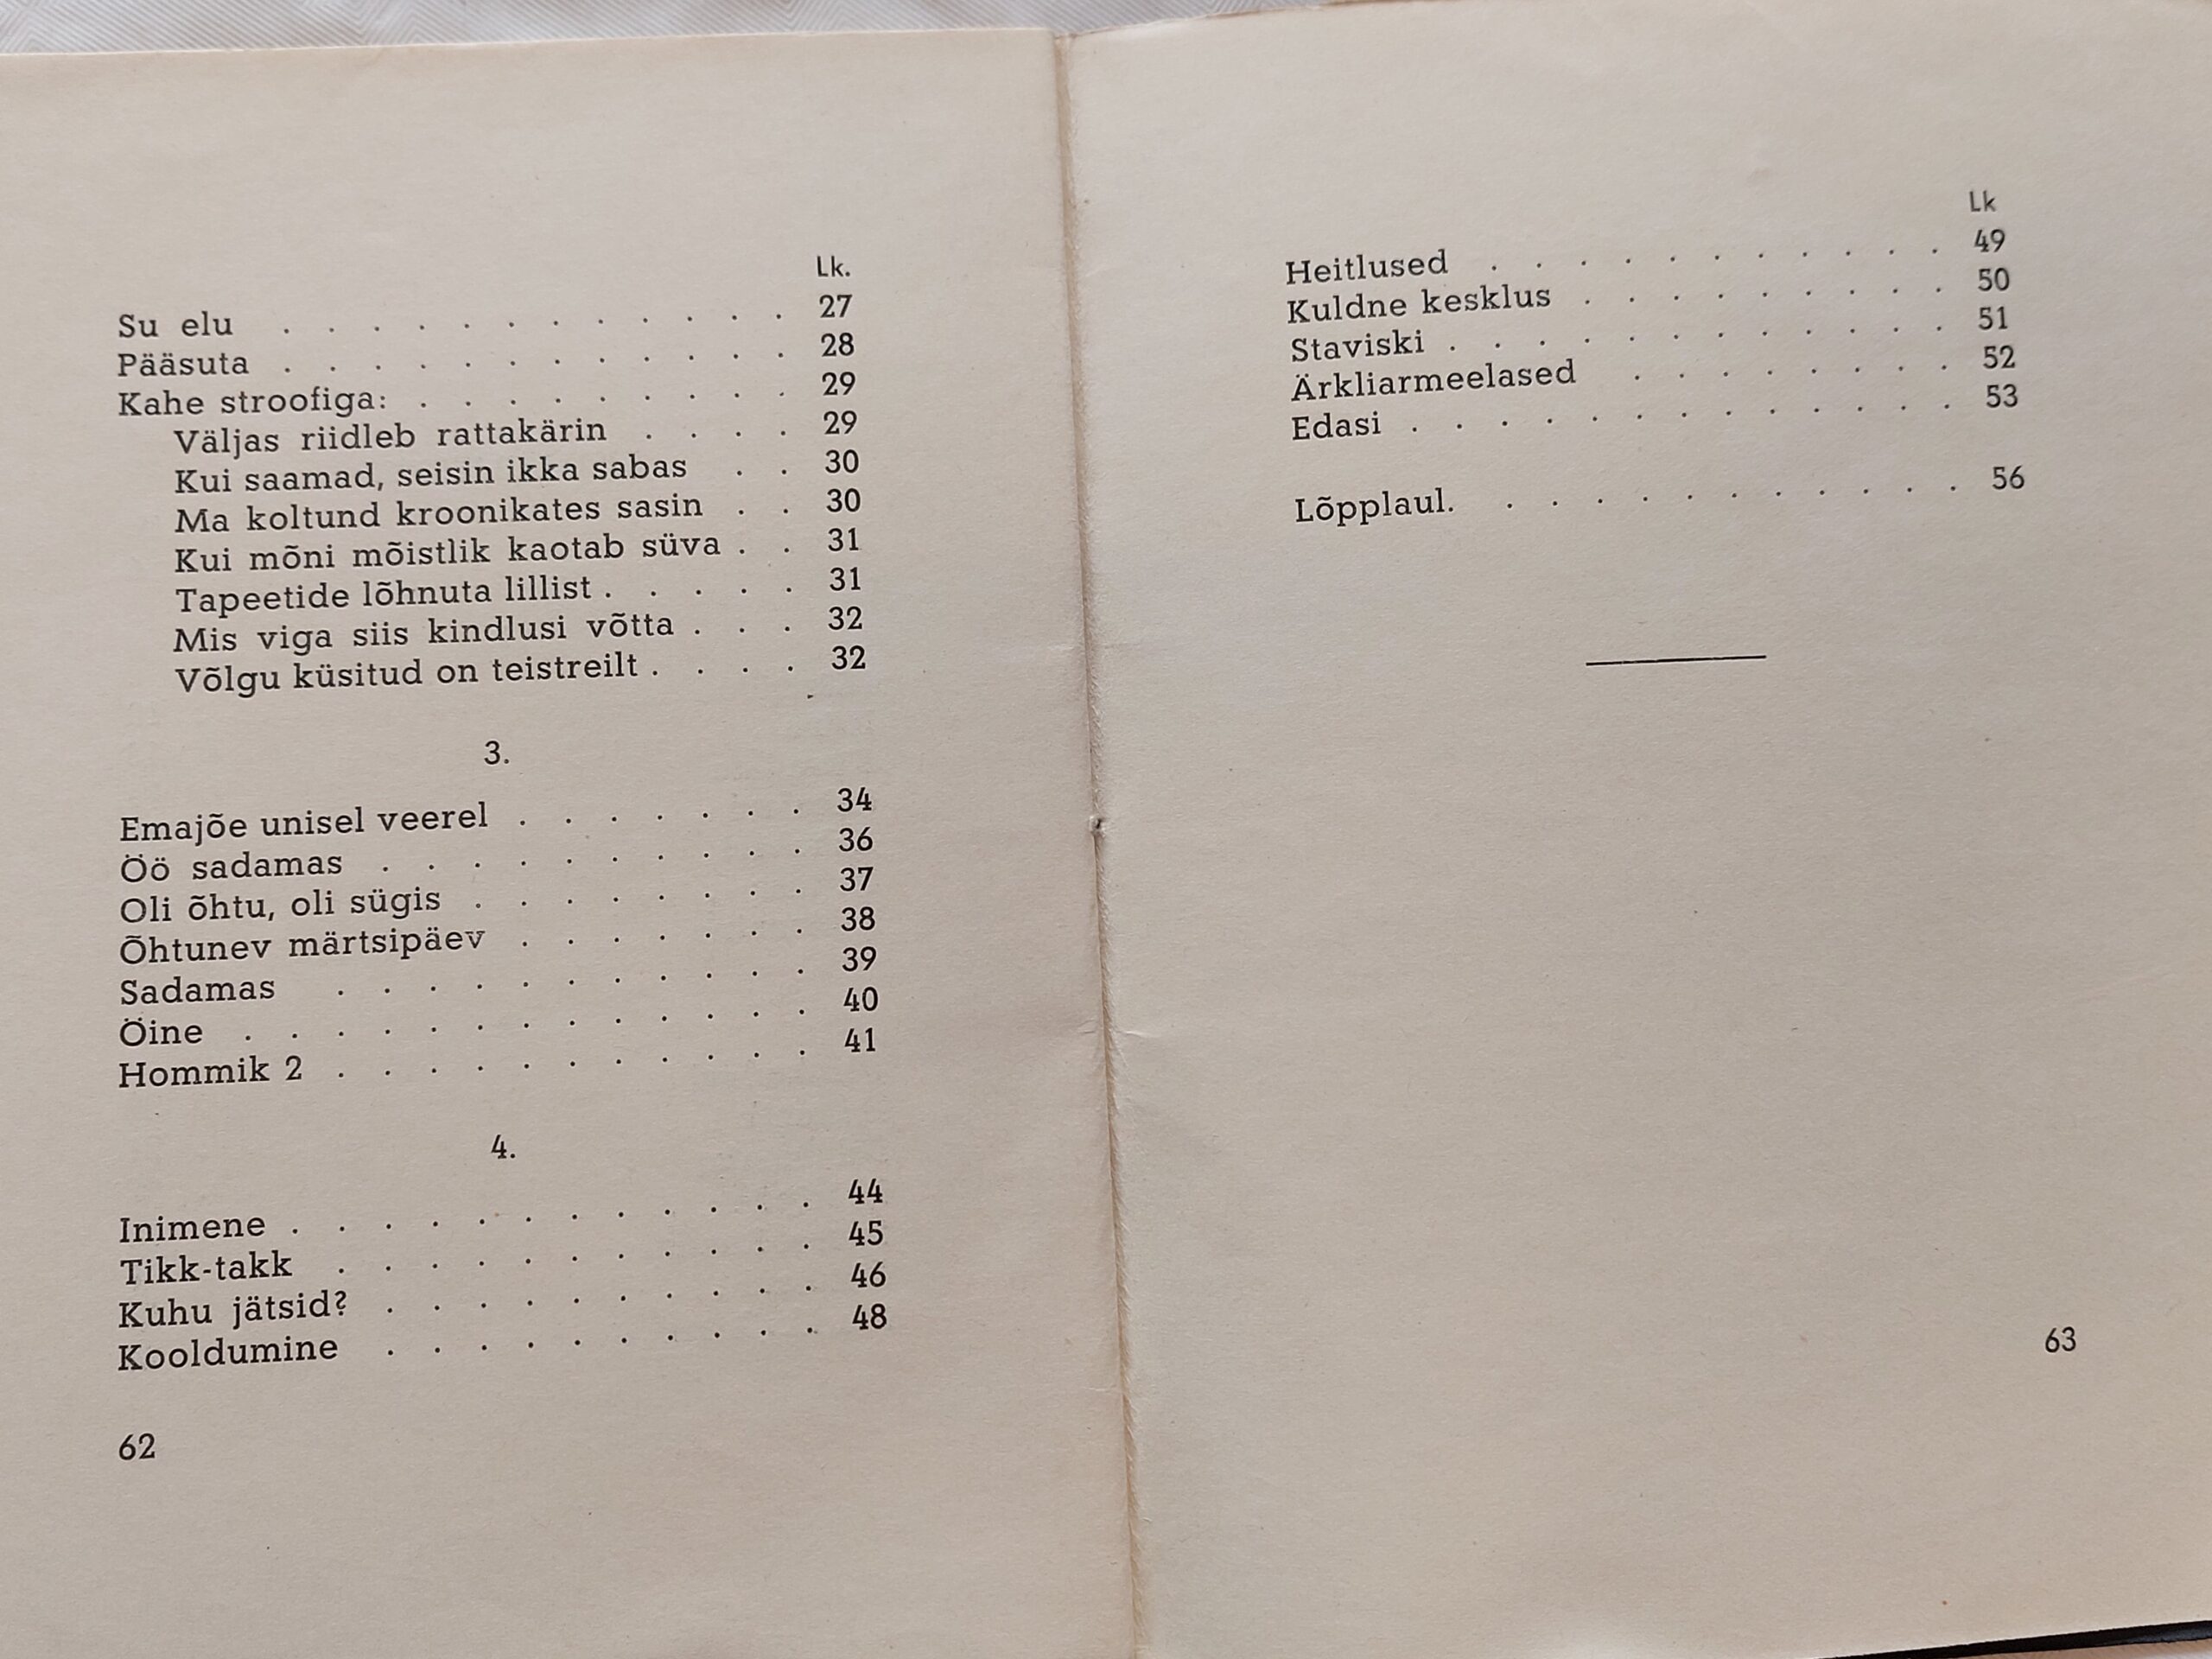 Lk.
Su elu . . . . . . . . . . . . 27
Pääsuta . . . . . . . . . . . . 28
Kahe stroofiga: . . . . . . . . . 29
Väljas riidleb rattakärin . . . . 29
Kui saamad, seisin ikka sabas . . 30
Ma koltund kroonikates sasin . . 30
Kui mõni mõistlik kaotab süva . . 31
Tapeetide lõhnuta lillist . . . . . 31
Mis viga siis kindlusi võtta . . . 32
Võlgu küsitud on teistreilt . . . . 32
3.
Emajõe unisel veerel . . . . . . . 34
Öö sadamas . . . . . . . . . . 36
Oli õhtu, oli sügis . . . . . . . . 37
Õhtunev märtsipäev . . . . . . . 38
Sadamas . . . . . . . . . . . 39
Öine . . . . . . . . . . . . . 40
Hommik 2 . . . . . . . . . . . 41
4.
Inimene . . . . . . . . . . . . 44
Tikk-takk . . . . . . . . . . . 45
Kuhu jätsid? . . . . . . . . . . 46
Kooldumine . . . . . . . . . . 48
62
Lk
Heitlused . . . . . . . . . . . 49
Kuldne kesklus . . . . . . . . . 50
Staviski . . . . . . . . . . . . 51
Ärkliarmeelased . . . . . . . . 52
Edasi . . . . . . . . . . . . . 53
Lõpplaul. . . . . . . . . . . . 56
63